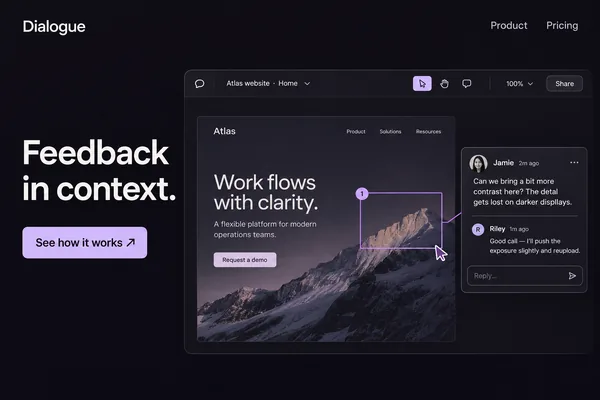 Dialogue
Product
Pricing
Feedback
in context.
See how it works ↗
Atlas website · Home
100%
Share
Atlas
Product
Solutions
Resources
Work flows
with clarity.
A flexible platform for modern
operations teams.
Request a demo
1
Jamie 2m ago
Can we bring a bit more
contrast here? The detal
gets lost on darker displlays.
R
Riley 1m ago
Good call — I'll push the
exposure slightly and reupload.
Reply...